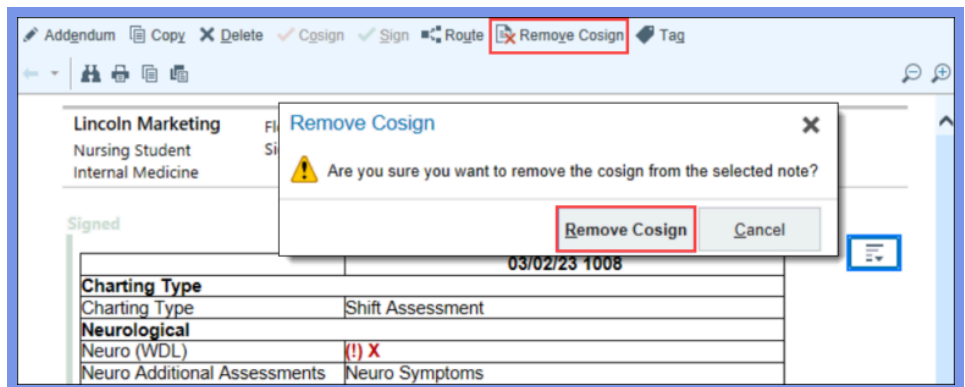 Addendum Copy Delete Cosign Sign Route Remove Cosign Tag
Lincoln Marketing
Nursing Student
Internal Medicine
Remove Cosign
Are you sure you want to remove the cosign from the selected note?
Remove Cosign Cancel
Signed
03/02/23 1008
Charting Type
Charting Type Shift Assessment
Neurological
Neuro (WDL) (!) X
Neuro Additional Assessments Neuro Symptoms